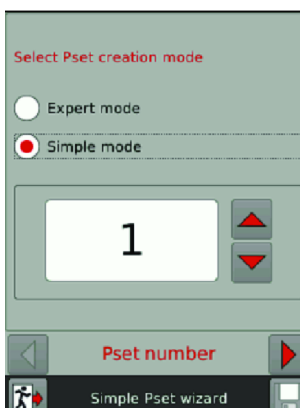 Select Pset creation mode
Expert mode
Simple mode
1
Pset number
Simple Pset wizard